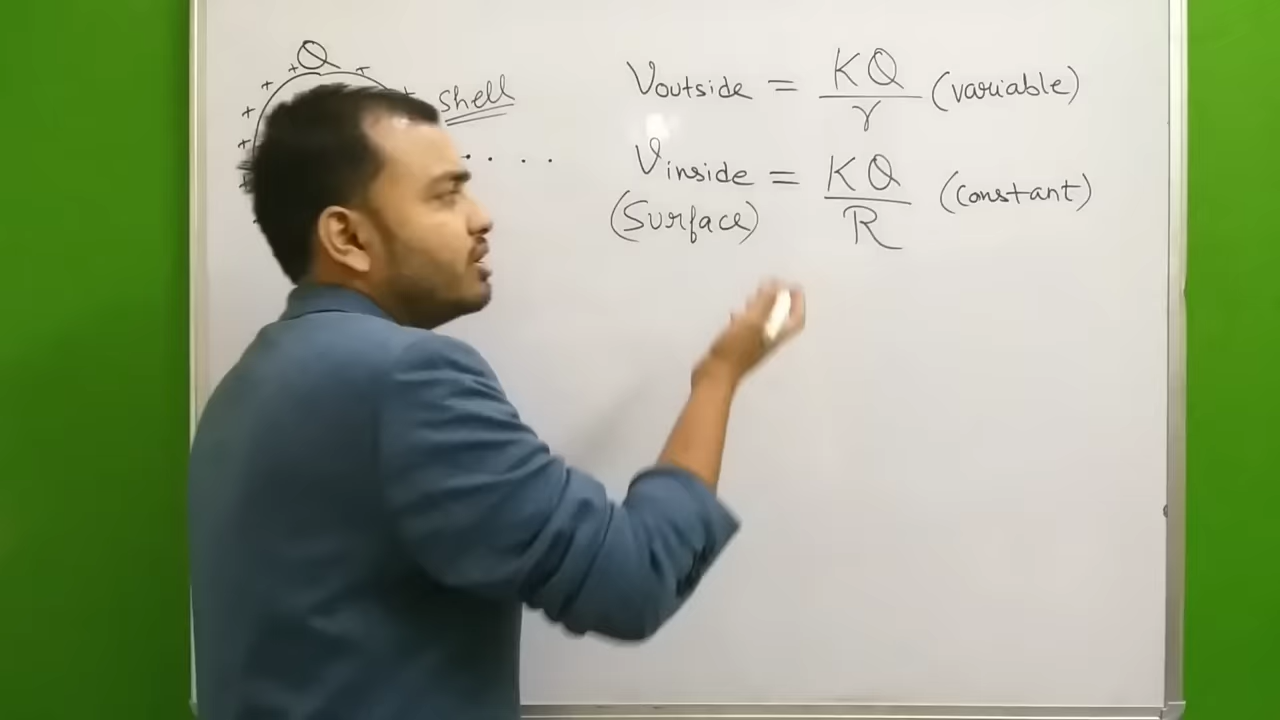 Q
Shell
Voutside = KQ/r (variable)
Vinside = KQ/R (constant)
(Surface)